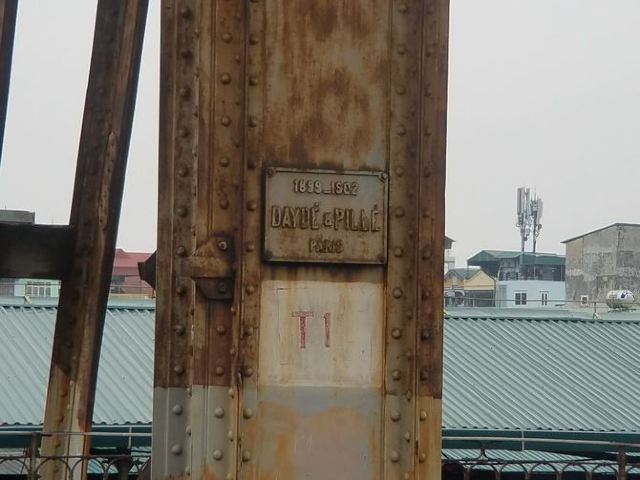 1899_1902
DAYDÉ & PILLÉ
PARIS
T1